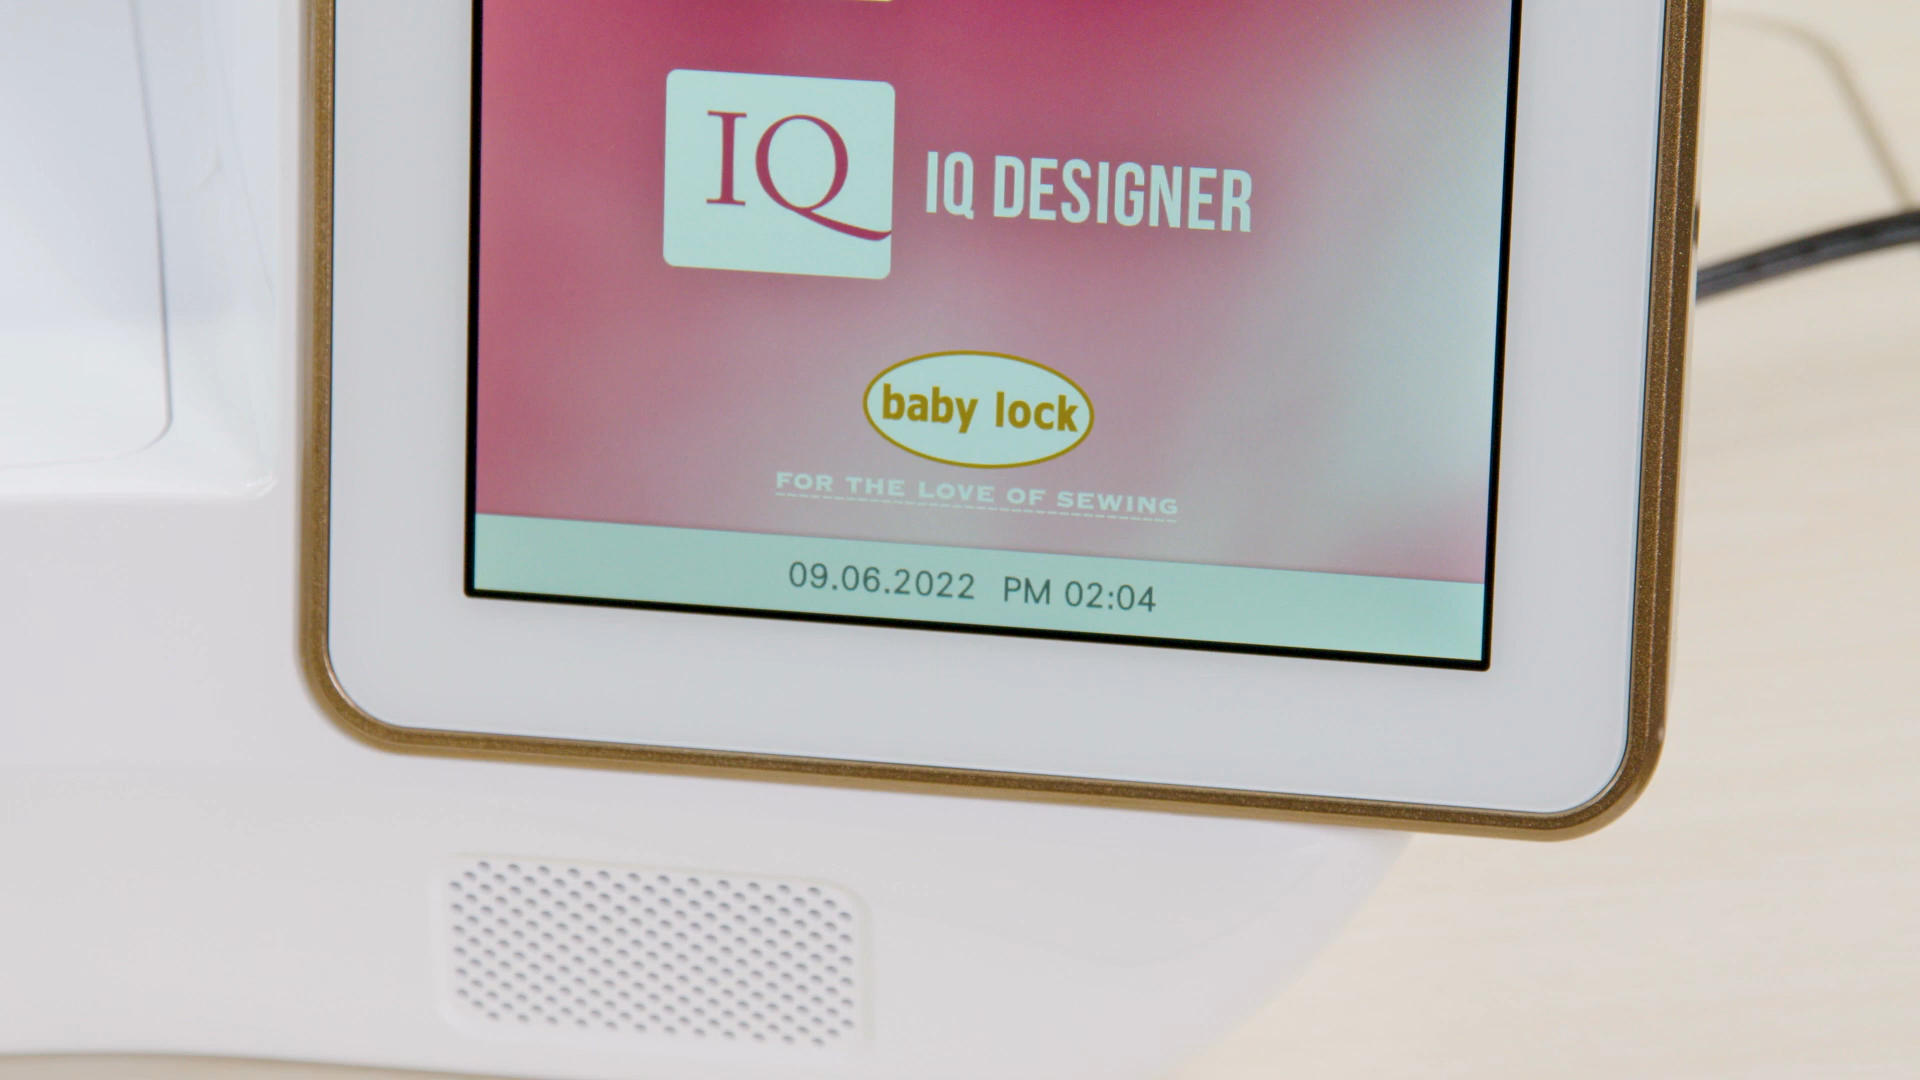 IQ
IQ DESIGNER
baby lock
FOR THE LOVE OF SEWING
09.06.2022 PM 02:04